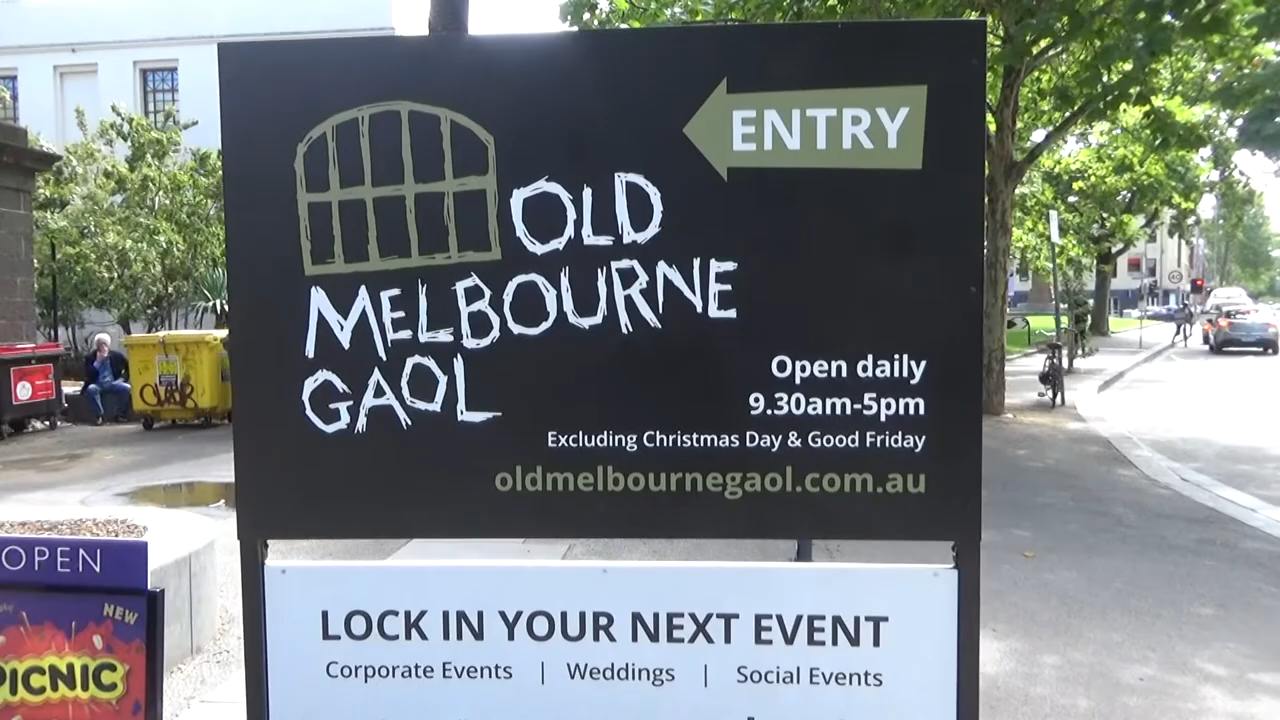 ENTRY
OLD
MELBOURNE
GAOL
Open daily
9.30am-5pm
Excluding Christmas Day & Good Friday
oldmelbournegaol.com.au
LOCK IN YOUR NEXT EVENT
Corporate Events | Weddings | Social Events
OPEN
NEW
PICNIC
40